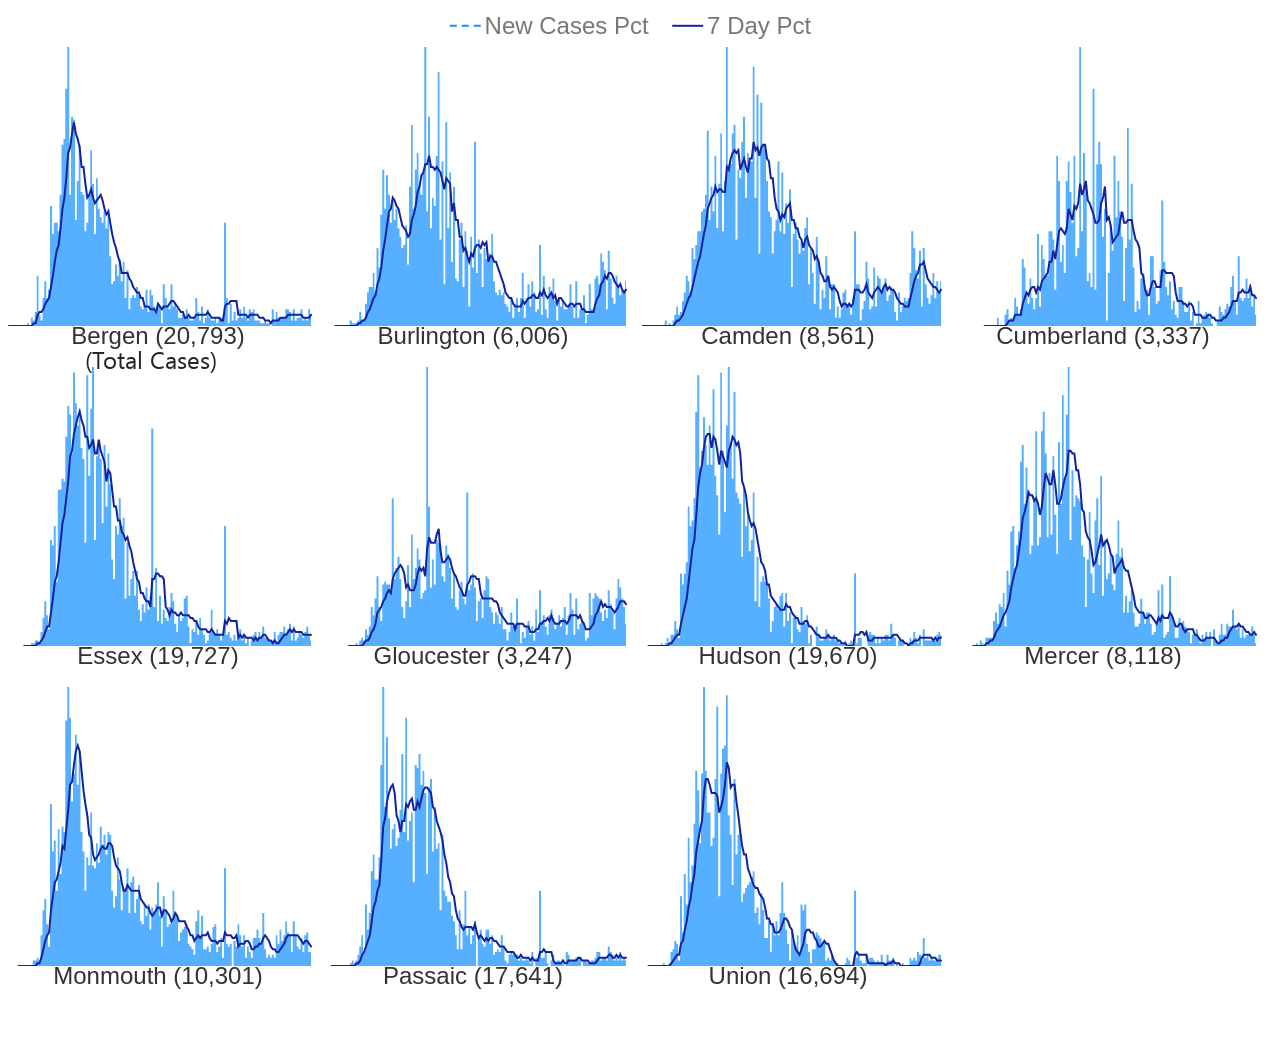 New Cases Pct 7 Day Pct
Bergen (20,793) Burlington (6,006) Camden (8,561) Cumberland (3,337)
(Total Cases)
Essex (19,727) Gloucester (3,247) Hudson (19,670) Mercer (8,118)
Monmouth (10,301) Passaic (17,641) Union (16,694)